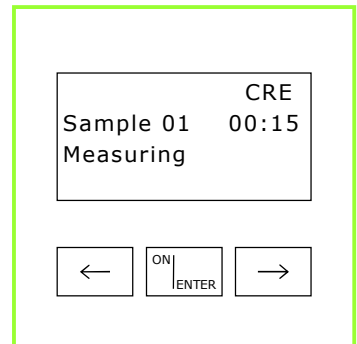 CRE
Sample 01 00:15
Measuring
← ON ENTER →